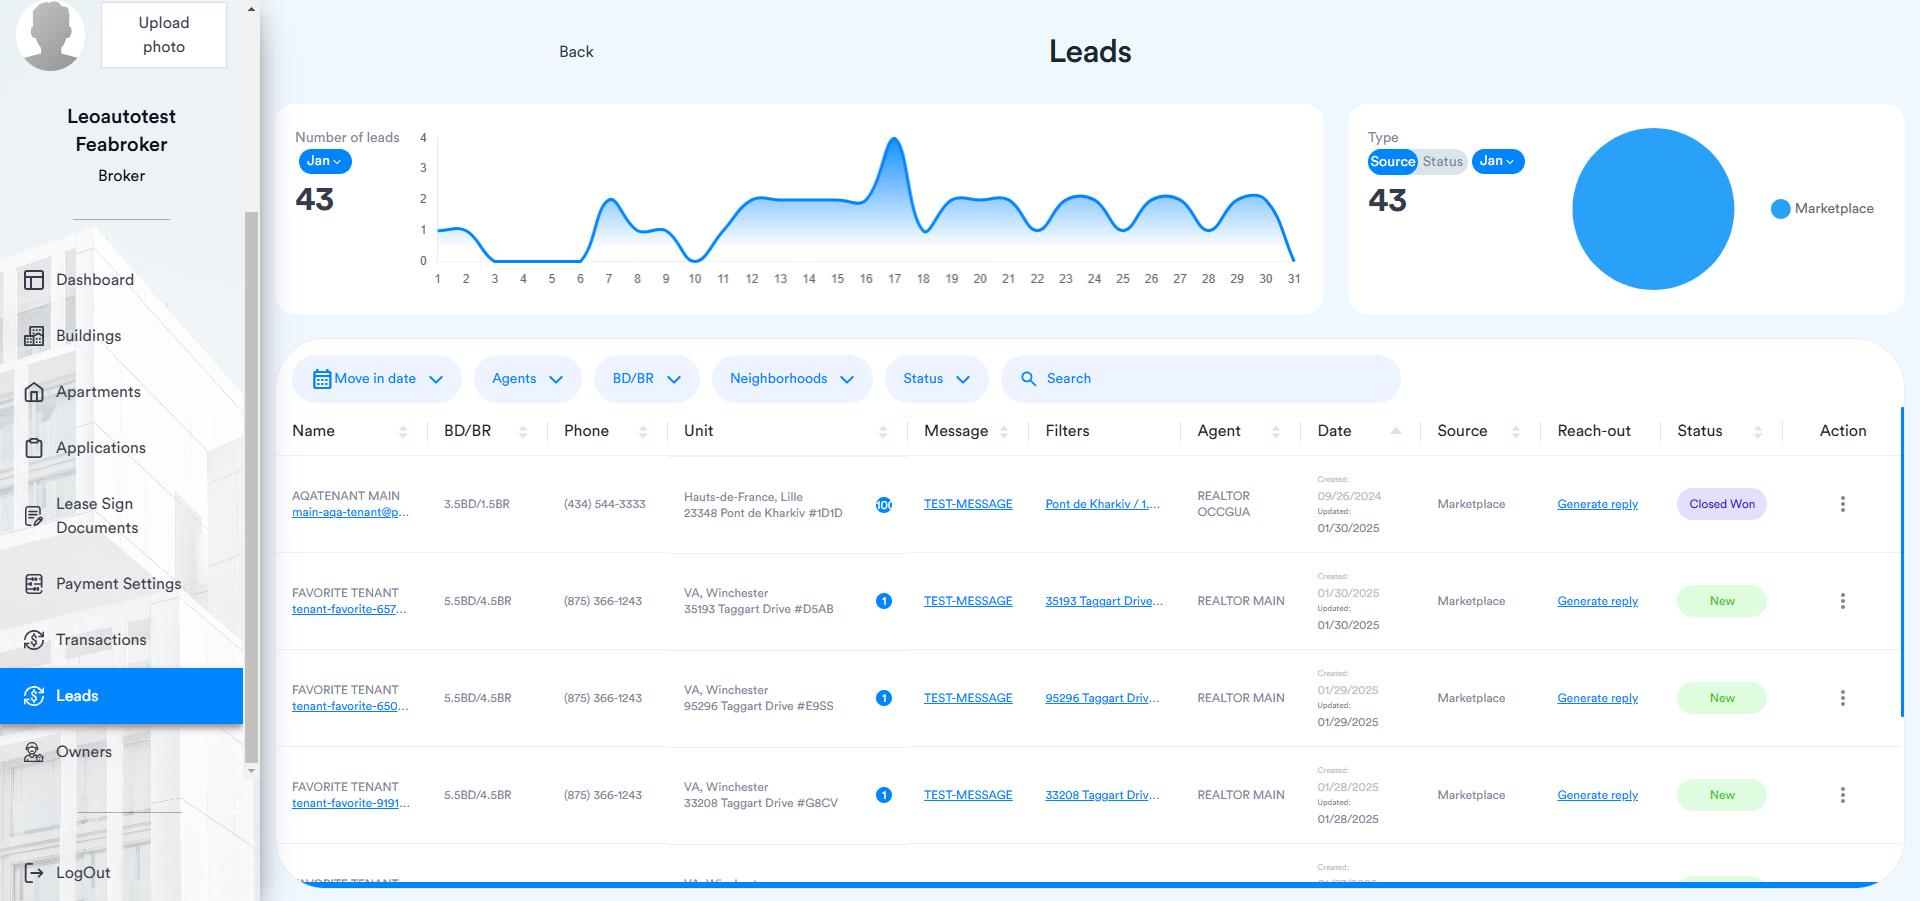 Upload
photo
Leoautotest
Feabroker
Broker
Dashboard
Buildings
Apartments
Applications
Lease Sign
Documents
Payment Settings
Transactions
Leads
Owners
LogOut
Back
Leads
Number of leads
Jan
43
4
3
2
1
0
1 2 3 4 5 6 7 8 9 10 11 12 13 14 15 16 17 18 19 20 21 22 23 24 25 26 27 28 29 30 31
Type
Source Status Jan
43
Marketplace
Move in date Agents BD/BR Neighborhoods Status Search
Name BD/BR Phone Unit Message Filters Agent Date Source Reach-out Status Action
AQATENANT MAIN
main-aqa-tenant@p...
3.5BD/1.5BR
(434) 544-3333
Hauts-de-France, Lille
23348 Pont de Kharkiv #1D1D
100
TEST-MESSAGE
Pont de Kharkiv / 1....
REALTOR
OCCGUA
Created:
09/26/2024
Updated:
01/30/2025
Marketplace
Generate reply
Closed Won
FAVORITE TENANT
tenant-favorite-657...
5.5BD/4.5BR
(875) 366-1243
VA, Winchester
35193 Taggart Drive #D5AB
1
TEST-MESSAGE
35193 Taggart Drive...
REALTOR MAIN
Created:
01/30/2025
Updated:
01/30/2025
Marketplace
Generate reply
New
FAVORITE TENANT
tenant-favorite-650...
5.5BD/4.5BR
(875) 366-1243
VA, Winchester
95296 Taggart Drive #E9SS
1
TEST-MESSAGE
95296 Taggart Driv...
REALTOR MAIN
Created:
01/29/2025
Updated:
01/29/2025
Marketplace
Generate reply
New
FAVORITE TENANT
tenant-favorite-9191...
5.5BD/4.5BR
(875) 366-1243
VA, Winchester
33208 Taggart Drive #G8CV
1
TEST-MESSAGE
33208 Taggart Driv...
REALTOR MAIN
Created:
01/28/2025
Updated:
01/28/2025
Marketplace
Generate reply
New
Created: